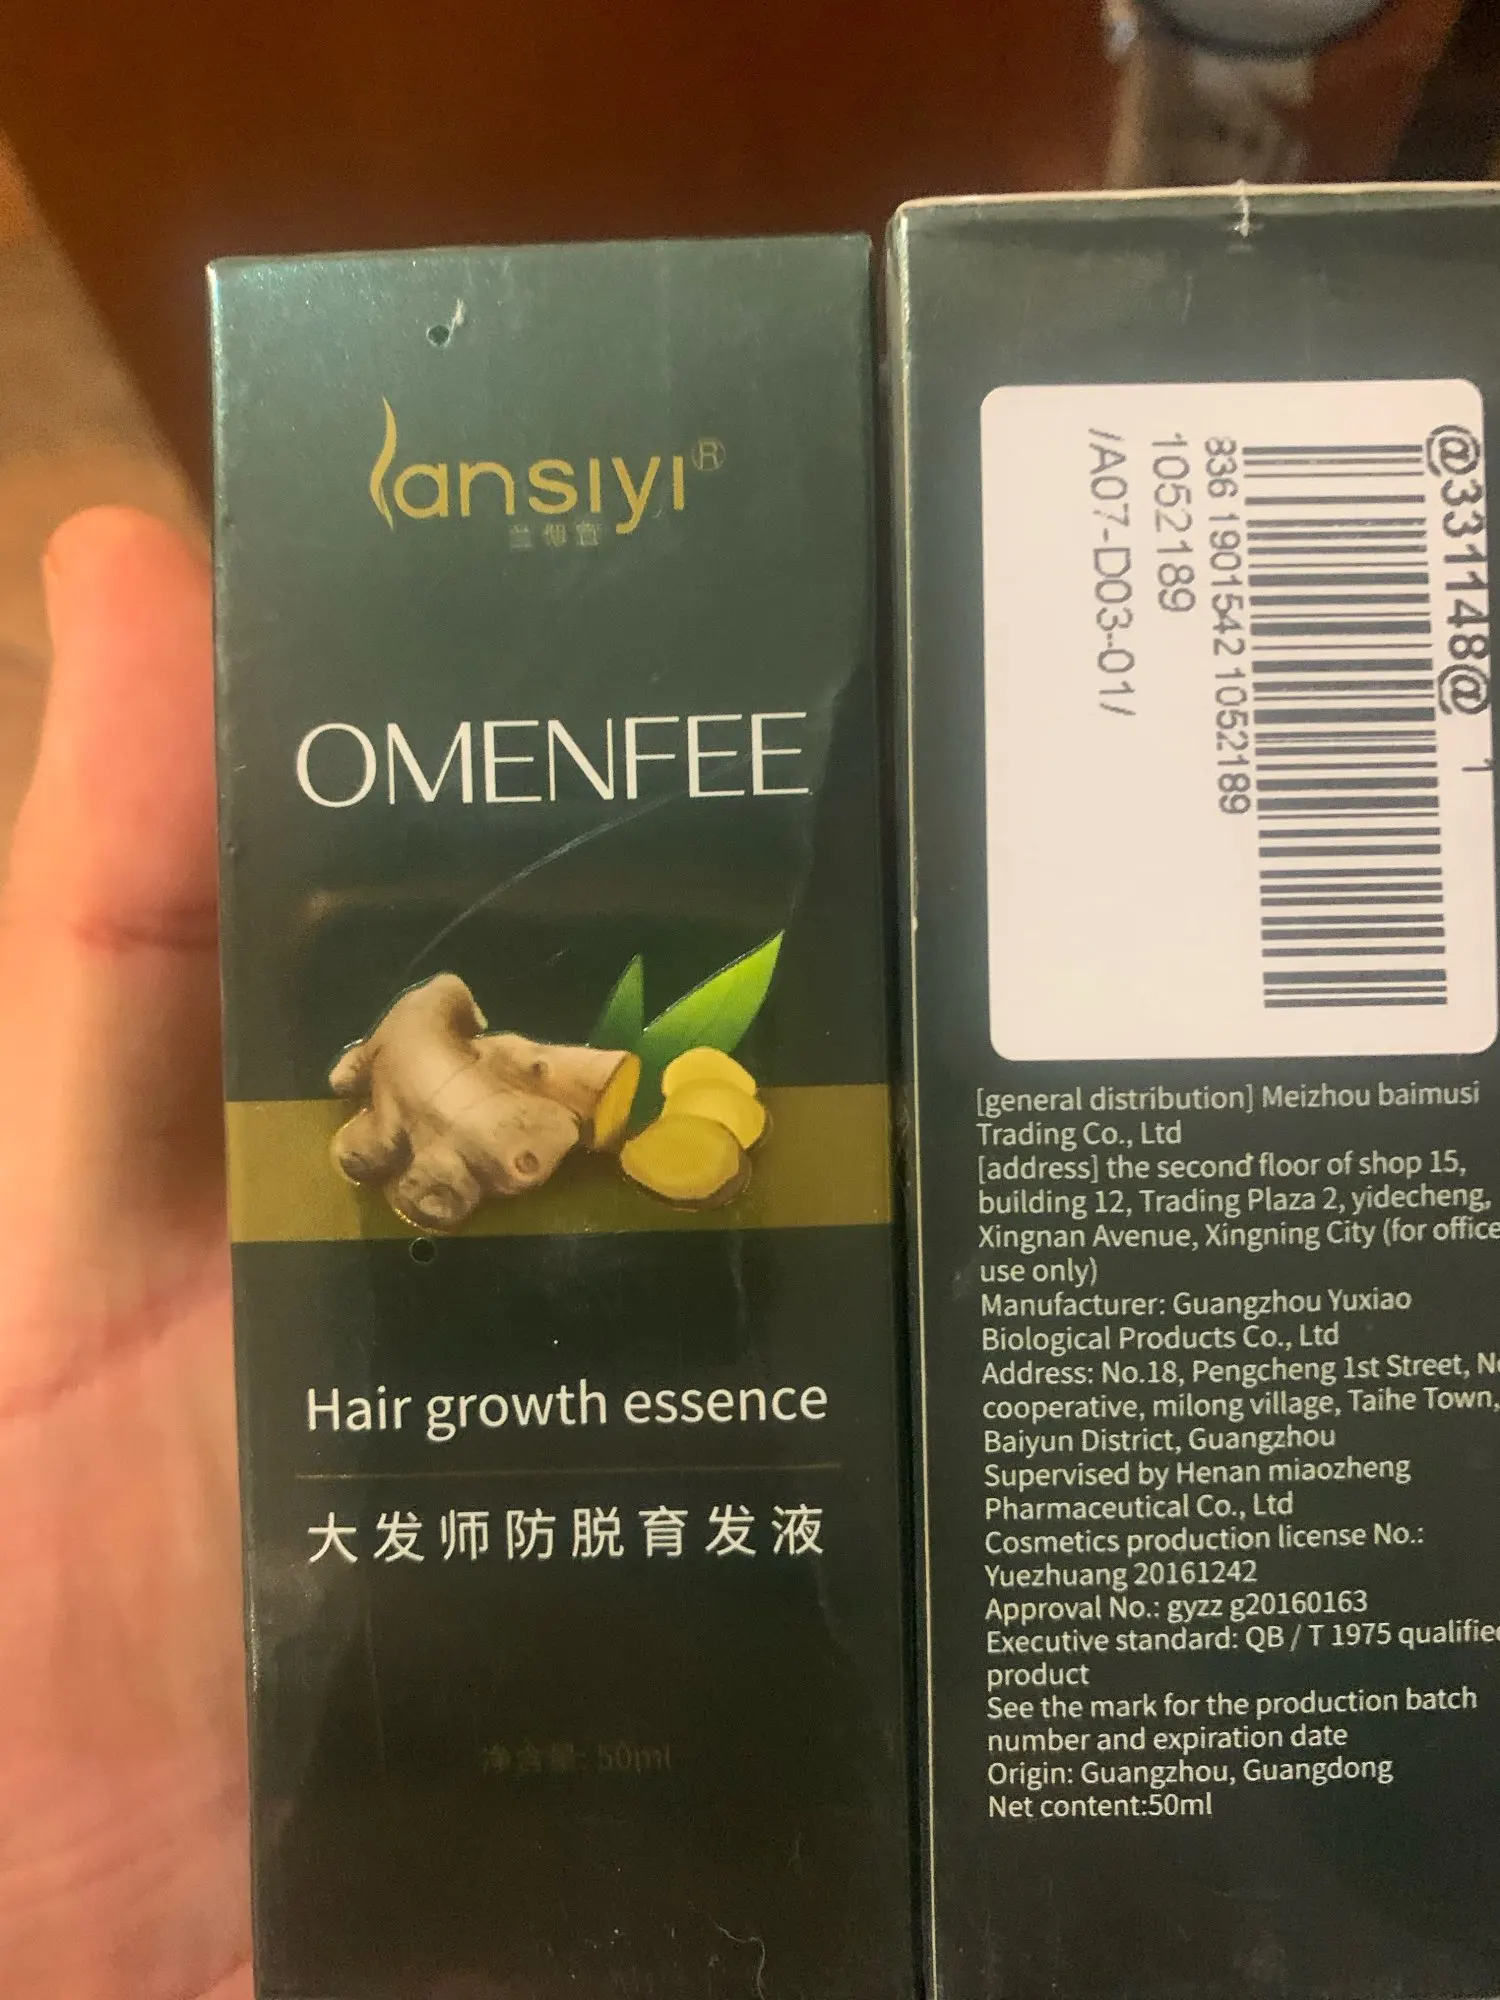 lansiyi®
OMENFEE
Hair growth essence
大发师防脱育发液
净含量: 50ml
@331148@ 1
836 1901542 1052189
1052189
/A07-D03-01/
[general distribution] Meizhou baimusi
Trading Co., Ltd
[address] the second floor of shop 15,
building 12, Trading Plaza 2, yidecheng,
Xingnan Avenue, Xingning City (for office
use only)
Manufacturer: Guangzhou Yuxiao
Biological Products Co., Ltd
Address: No.18, Pengcheng 1st Street,
cooperative, milong village, Taihe Town,
Baiyun District, Guangzhou
Supervised by Henan miaozheng
Pharmaceutical Co., Ltd
Cosmetics production license No.:
Yuezhuang 20161242
Approval No.: gyzz g20160163
Executive standard: QB / T 1975 qualified
product
See the mark for the production batch
number and expiration date
Origin: Guangzhou, Guangdong
Net content:50ml